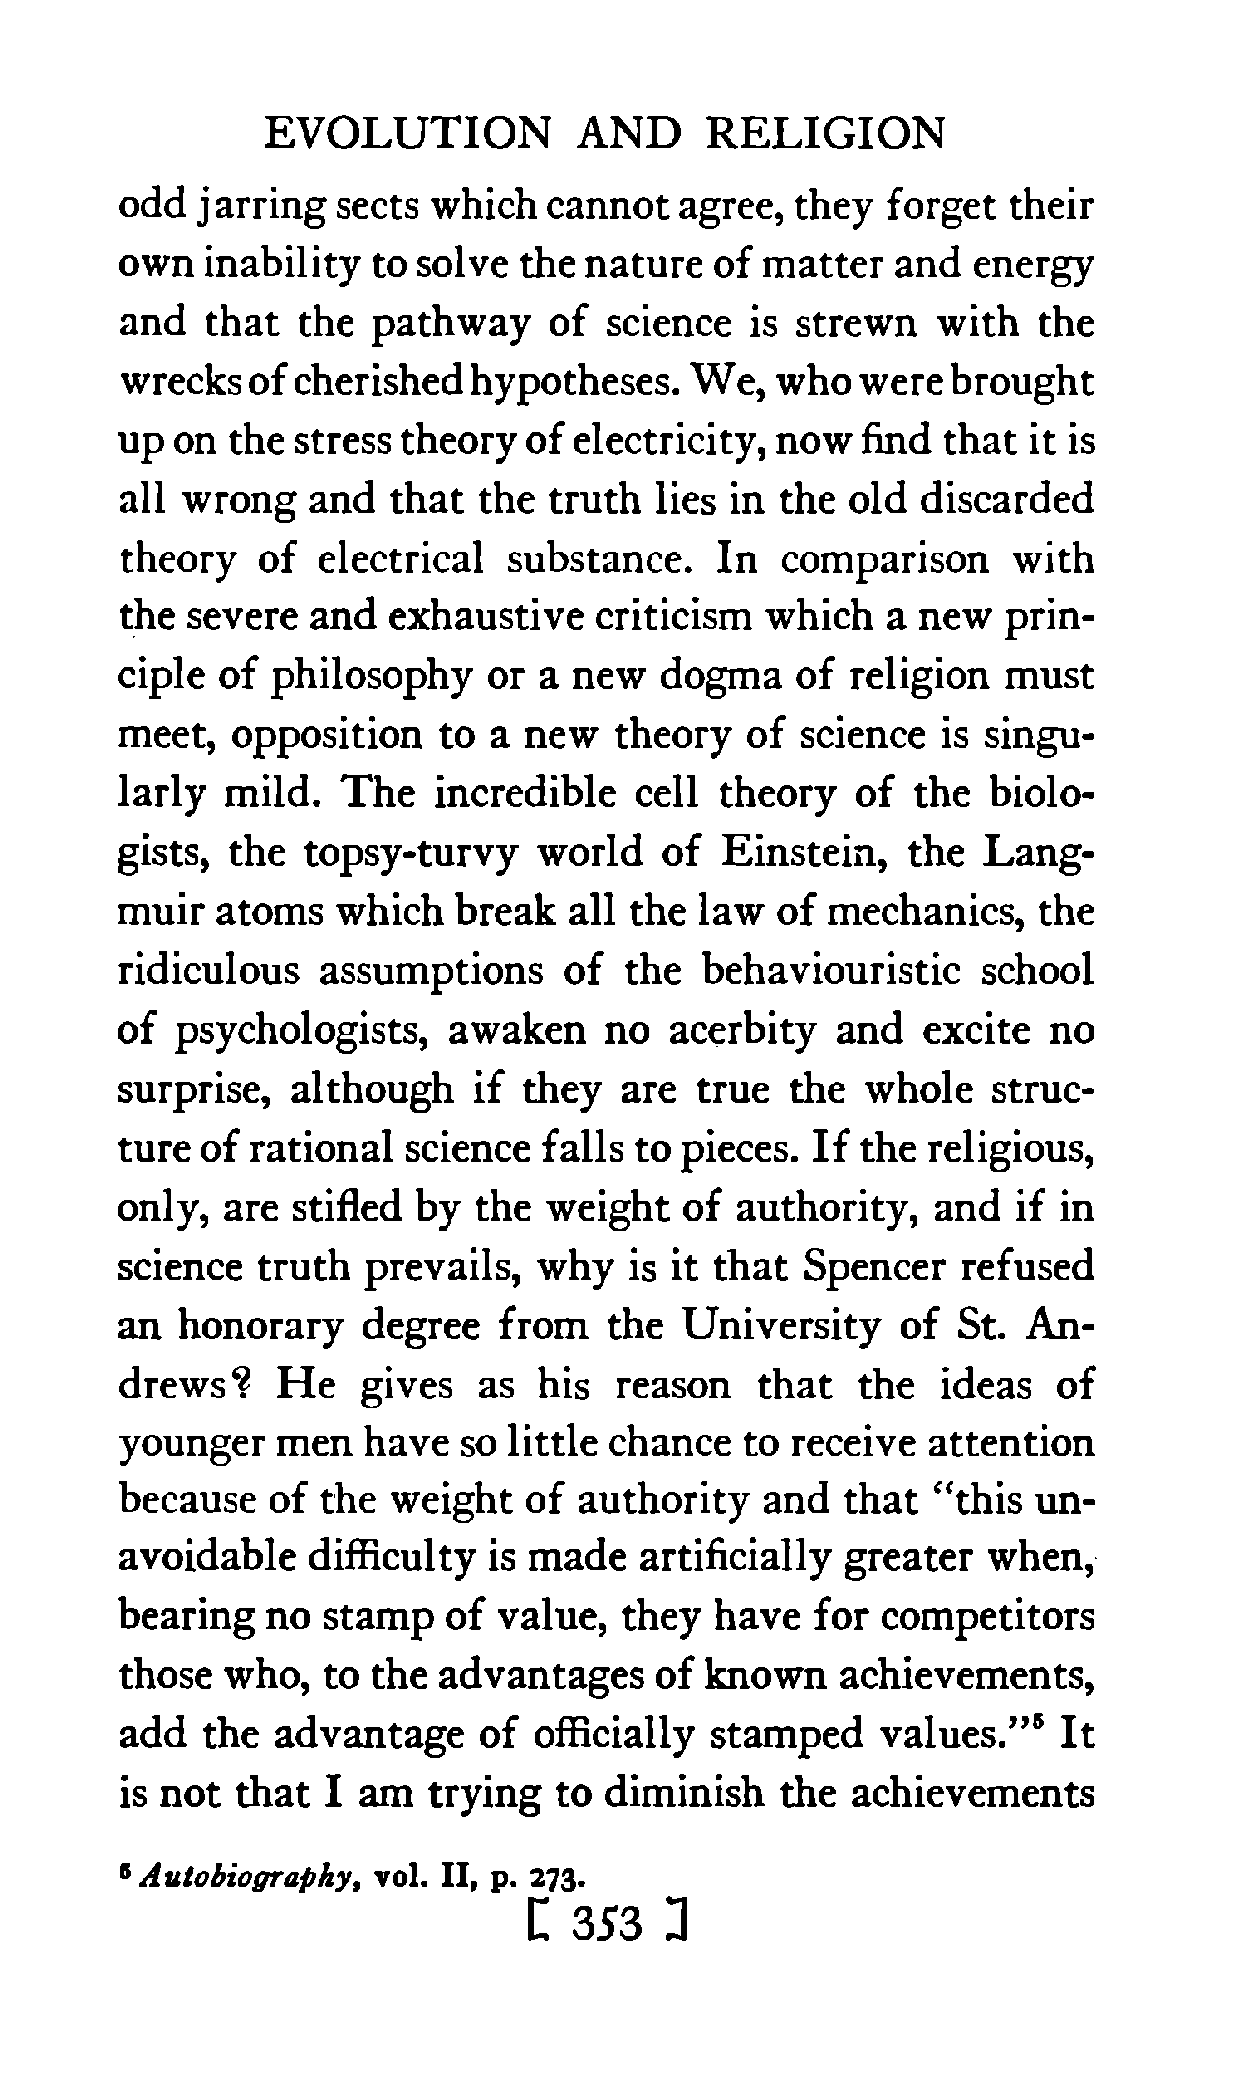 EVOLUTION AND RELIGION
odd jarring sects which cannot agree, they forget their
own inability to solve the nature of matter and energy
and that the pathway of science is strewn with the
wrecks of cherished hypotheses. We, who were brought
up on the stress theory of electricity, now find that it is
all wrong and that the truth lies in the old discarded
theory of electrical substance. In comparison with
the severe and exhaustive criticism which a new prin-
ciple of philosophy or a new dogma of religion must
meet, opposition to a new theory of science is singu-
larly mild. The incredible cell theory of the biolo-
gists, the topsy-turvy world of Einstein, the Lang-
muir atoms which break all the law of mechanics, the
ridiculous assumptions of the behaviouristic school
of psychologists, awaken no acerbity and excite no
surprise, although if they are true the whole struc-
ture of rational science falls to pieces. If the religious,
only, are stifled by the weight of authority, and if in
science truth prevails, why is it that Spencer refused
an honorary degree from the University of St. An-
drews? He gives as his reason that the ideas of
younger men have so little chance to receive attention
because of the weight of authority and that "this un-
avoidable difficulty is made artificially greater when,
bearing no stamp of value, they have for competitors
those who, to the advantages of known achievements,
add the advantage of officially stamped values."⁵ It
is not that I am trying to diminish the achievements
⁵ Autobiography, vol. II, p. 273.
[ 353 ]